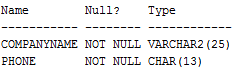 Name        Null?    Type
----------- -------- ------------
COMPANYNAME NOT NULL VARCHAR2(25)
PHONE       NOT NULL CHAR(13)